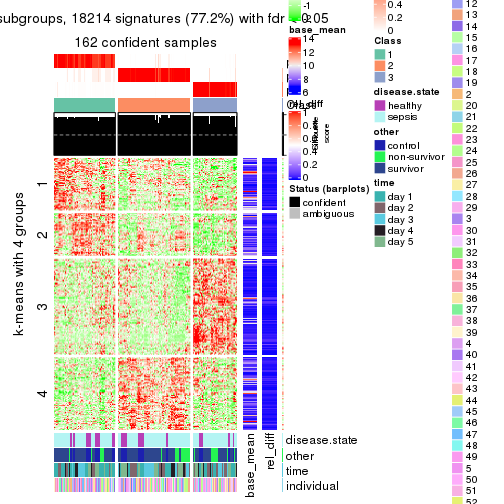 subgroups, 18214 signatures (77.2%) with fdr < 0.05
162 confident samples
k-means with 4 groups
1
2
3
4
base_mean
rel_diff
disease.state
other
time
individual
-1
-2
base_mean
14
12
10
8
6
rel_diff
1
0.8
0.6
0.4
0.2
0
Silhouette
score
Status (barplots)
confident
ambiguous
0.4
0.2
0
Class
1
2
3
disease.state
healthy
sepsis
other
control
non-survivor
survivor
time
day 1
day 2
day 3
day 4
day 5
12
13
14
15
16
17
18
19
2
20
21
22
23
24
25
26
27
28
29
3
30
31
32
33
34
35
36
37
38
39
4
40
41
42
43
44
45
46
47
48
49
5
50
51
52